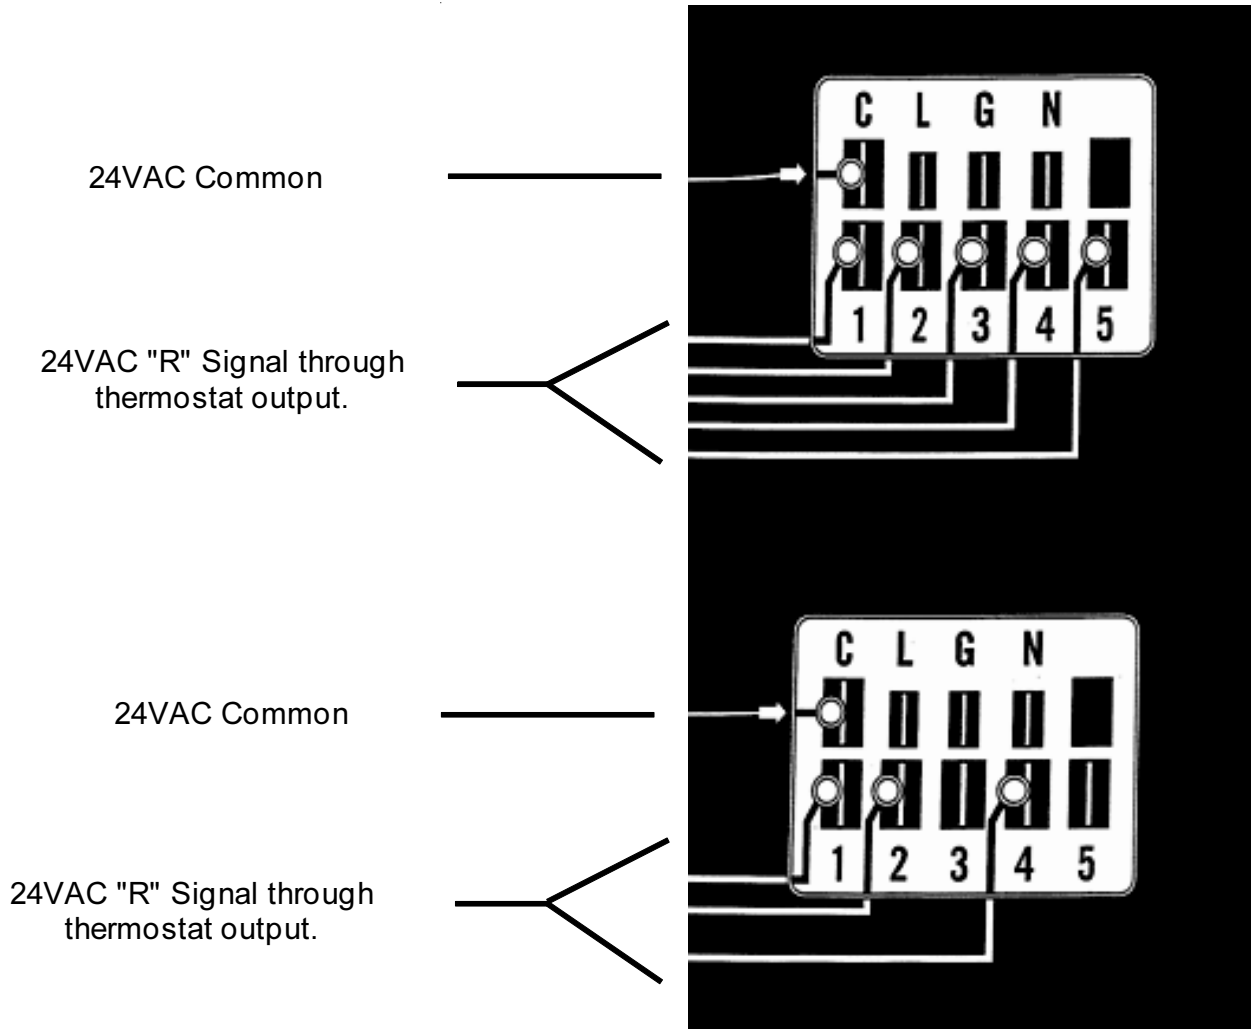 C L G N
24VAC Common
1 2 3 4 5
24VAC "R" Signal through
thermostat output.
C L G N
24VAC Common
1 2 3 4 5
24VAC "R" Signal through
thermostat output.